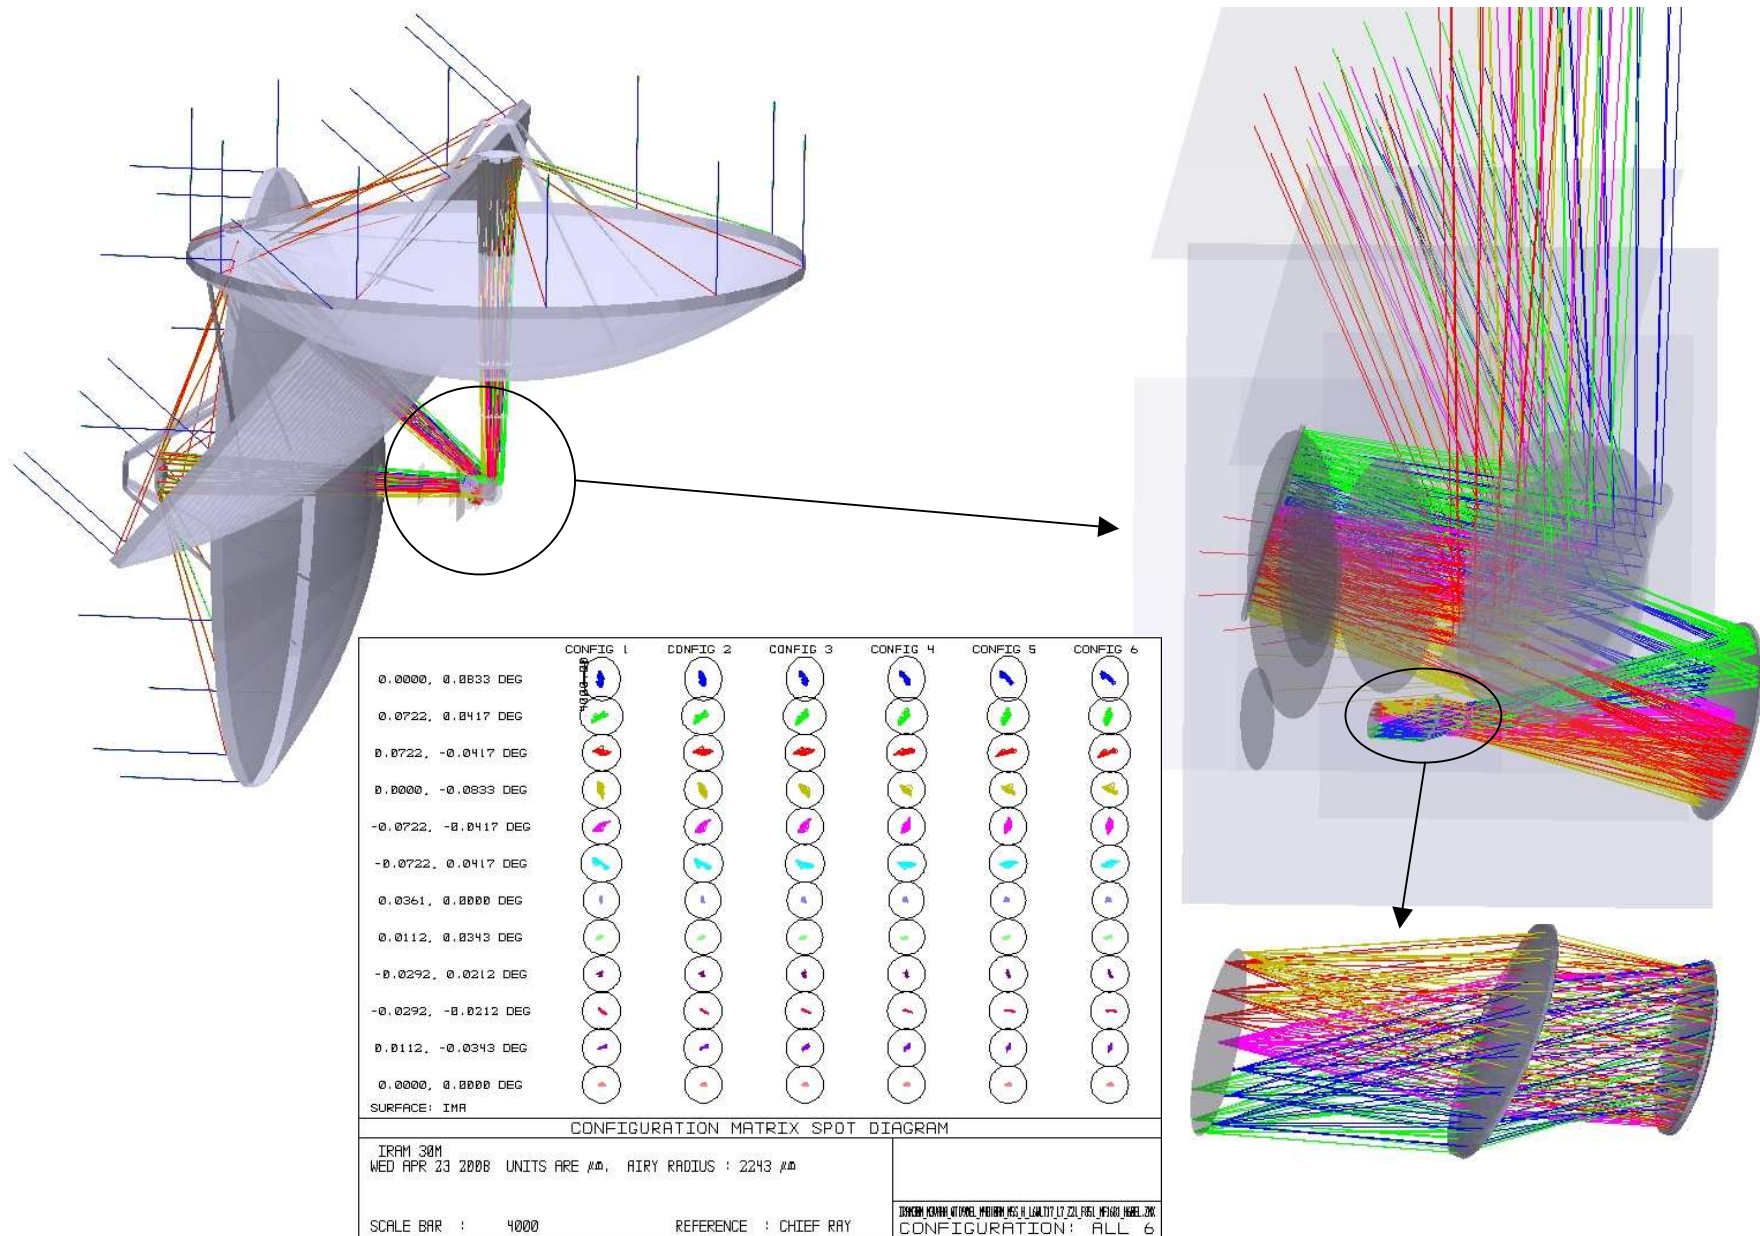 CONFIG 1 CONFIG 2 CONFIG 3 CONFIG 4 CONFIG 5 CONFIG 6
4000.00
0.0000, 0.0833 DEG
0.0722, 0.0417 DEG
0.0722, -0.0417 DEG
0.0000, -0.0833 DEG
-0.0722, -0.0417 DEG
-0.0722, 0.0417 DEG
0.0361, 0.0000 DEG
0.0112, 0.0343 DEG
-0.0292, 0.0212 DEG
-0.0292, -0.0212 DEG
0.0112, -0.0343 DEG
0.0000, 0.0000 DEG
SURFACE: IMA
CONFIGURATION MATRIX SPOT DIAGRAM
IRAM 30M
WED APR 23 2008 UNITS ARE µm. AIRY RADIUS : 2243 µm
SCALE BAR : 4000 REFERENCE : CHIEF RAY
CONFIGURATION: ALL 6